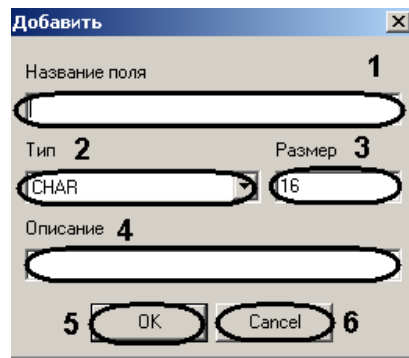 Добавить
Название поля 1
Тип 2 Размер 3
CHAR 16
Описание 4
5 OK Cancel 6